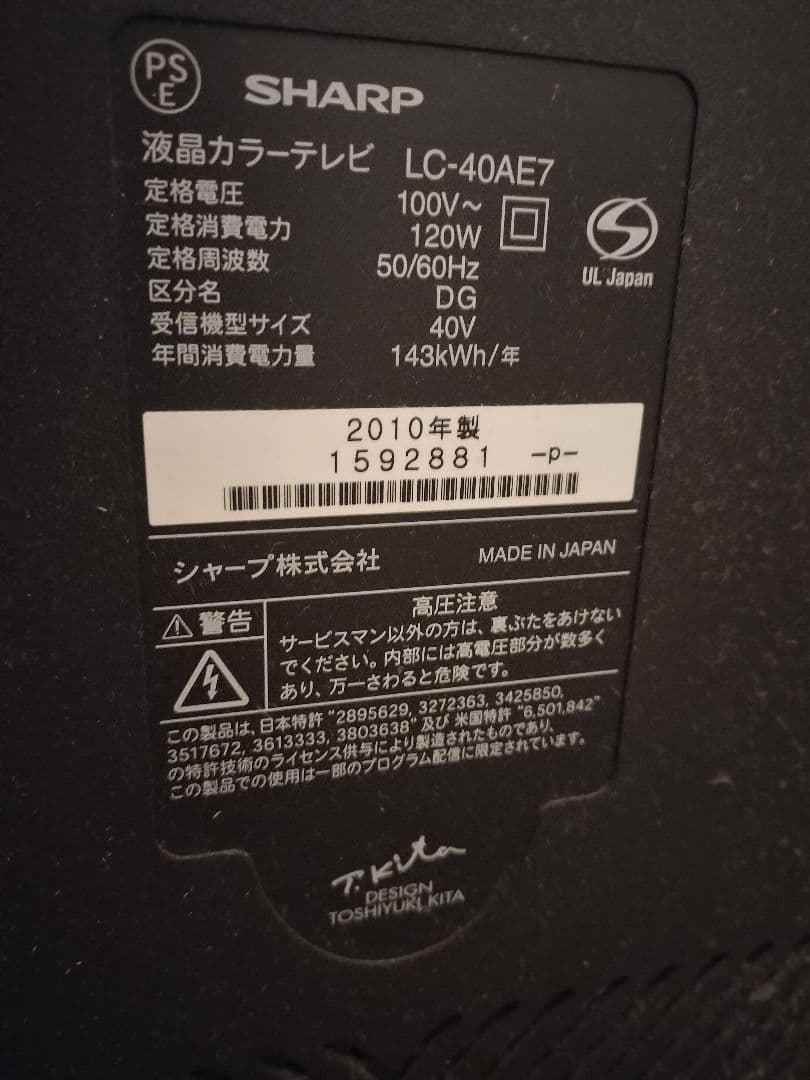 PS
E
SHARP
液晶カラーテレビ LC-40AE7
定格電圧 100V~
定格消費電力 120W
定格周波数 50/60Hz
区分名 DG
受信機型サイズ 40V
年間消費電力量 143kWh/年
UL Japan
2010年製
1592881 -p-
シャープ株式会社 MADE IN JAPAN
警告
高圧注意
サービスマン以外の方は、裏ぶたをあけない
でください。内部には高電圧部分が数多く
あり、万一さわると危険です。
この製品は、日本特許 "2895629, 3272363, 3425850,
3517672, 3613333, 3803638" 及び 米国特許 "6,501,842"
の特許技術のライセンス供与により製造されたものであり、
この製品での使用は一部のプログラム配信に限定されています。
T.Kita
DESIGN
TOSHIYUKI KITA